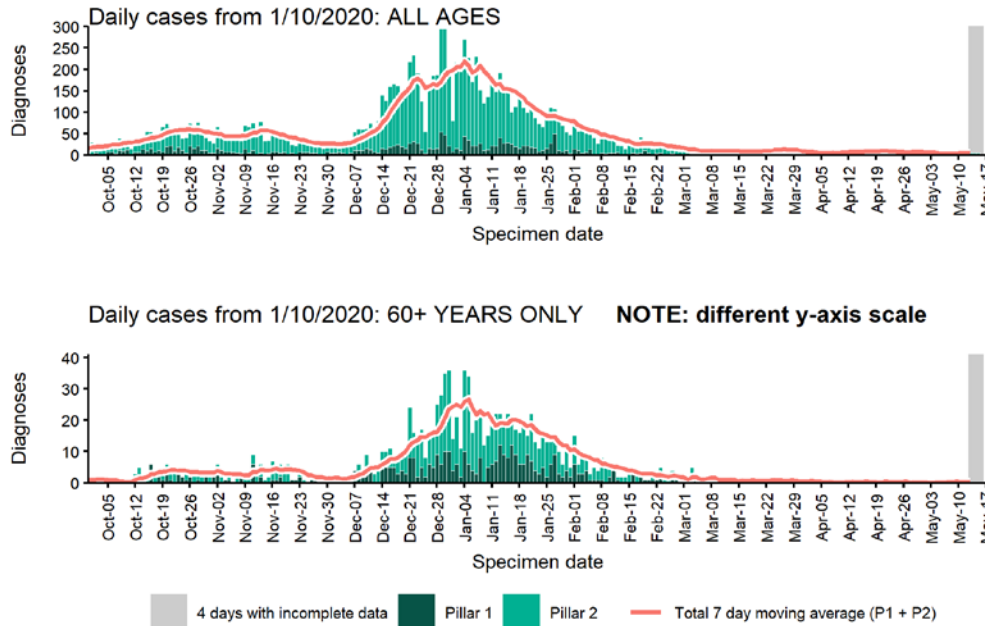 Daily cases from 1/10/2020: ALL AGES
300
250
200
150
100
50
0
Diagnoses
Oct-05
Oct-12
Oct-19
Oct-26
Nov-02
Nov-09
Nov-16
Nov-23
Nov-30
Dec-07
Dec-14
Dec-21
Dec-28
Jan-04
Jan-11
Jan-18
Jan-25
Feb-01
Feb-08
Feb-15
Feb-22
Mar-01
Mar-08
Mar-15
Mar-22
Mar-29
Apr-05
Apr-12
Apr-19
Apr-26
May-03
May-10
May-17
Specimen date
Daily cases from 1/10/2020: 60+ YEARS ONLY NOTE: different y-axis scale
40
30
20
10
0
Diagnoses
Oct-05
Oct-12
Oct-19
Oct-26
Nov-02
Nov-09
Nov-16
Nov-23
Nov-30
Dec-07
Dec-14
Dec-21
Dec-28
Jan-04
Jan-11
Jan-18
Jan-25
Feb-01
Feb-08
Feb-15
Feb-22
Mar-01
Mar-08
Mar-15
Mar-22
Mar-29
Apr-05
Apr-12
Apr-19
Apr-26
May-03
May-10
May-17
Specimen date
4 days with incomplete data Pillar 1 Pillar 2 Total 7 day moving average (P1 + P2)